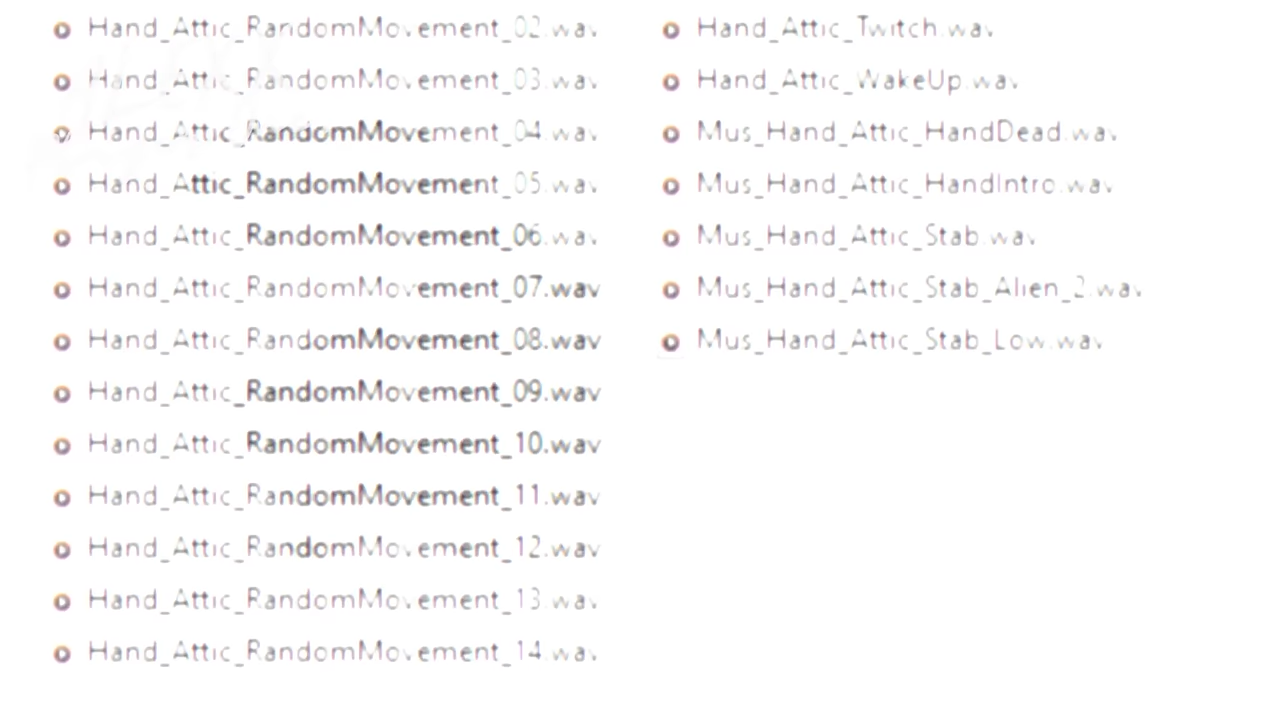 Hand_Attic_RandomMovement_02.wav
Hand_Attic_RandomMovement_03.wav
Hand_Attic_RandomMovement_04.wav
Hand_Attic_RandomMovement_05.wav
Hand_Attic_RandomMovement_06.wav
Hand_Attic_RandomMovement_07.wav
Hand_Attic_RandomMovement_08.wav
Hand_Attic_RandomMovement_09.wav
Hand_Attic_RandomMovement_10.wav
Hand_Attic_RandomMovement_11.wav
Hand_Attic_RandomMovement_12.wav
Hand_Attic_RandomMovement_13.wav
Hand_Attic_RandomMovement_14.wav
Hand_Attic_Twitch.wav
Hand_Attic_WakeUp.wav
Mus_Hand_Attic_HandDead.wav
Mus_Hand_Attic_HandIntro.wav
Mus_Hand_Attic_Stab.wav
Mus_Hand_Attic_Stab_Alien_2.wav
Mus_Hand_Attic_Stab_Low.wav